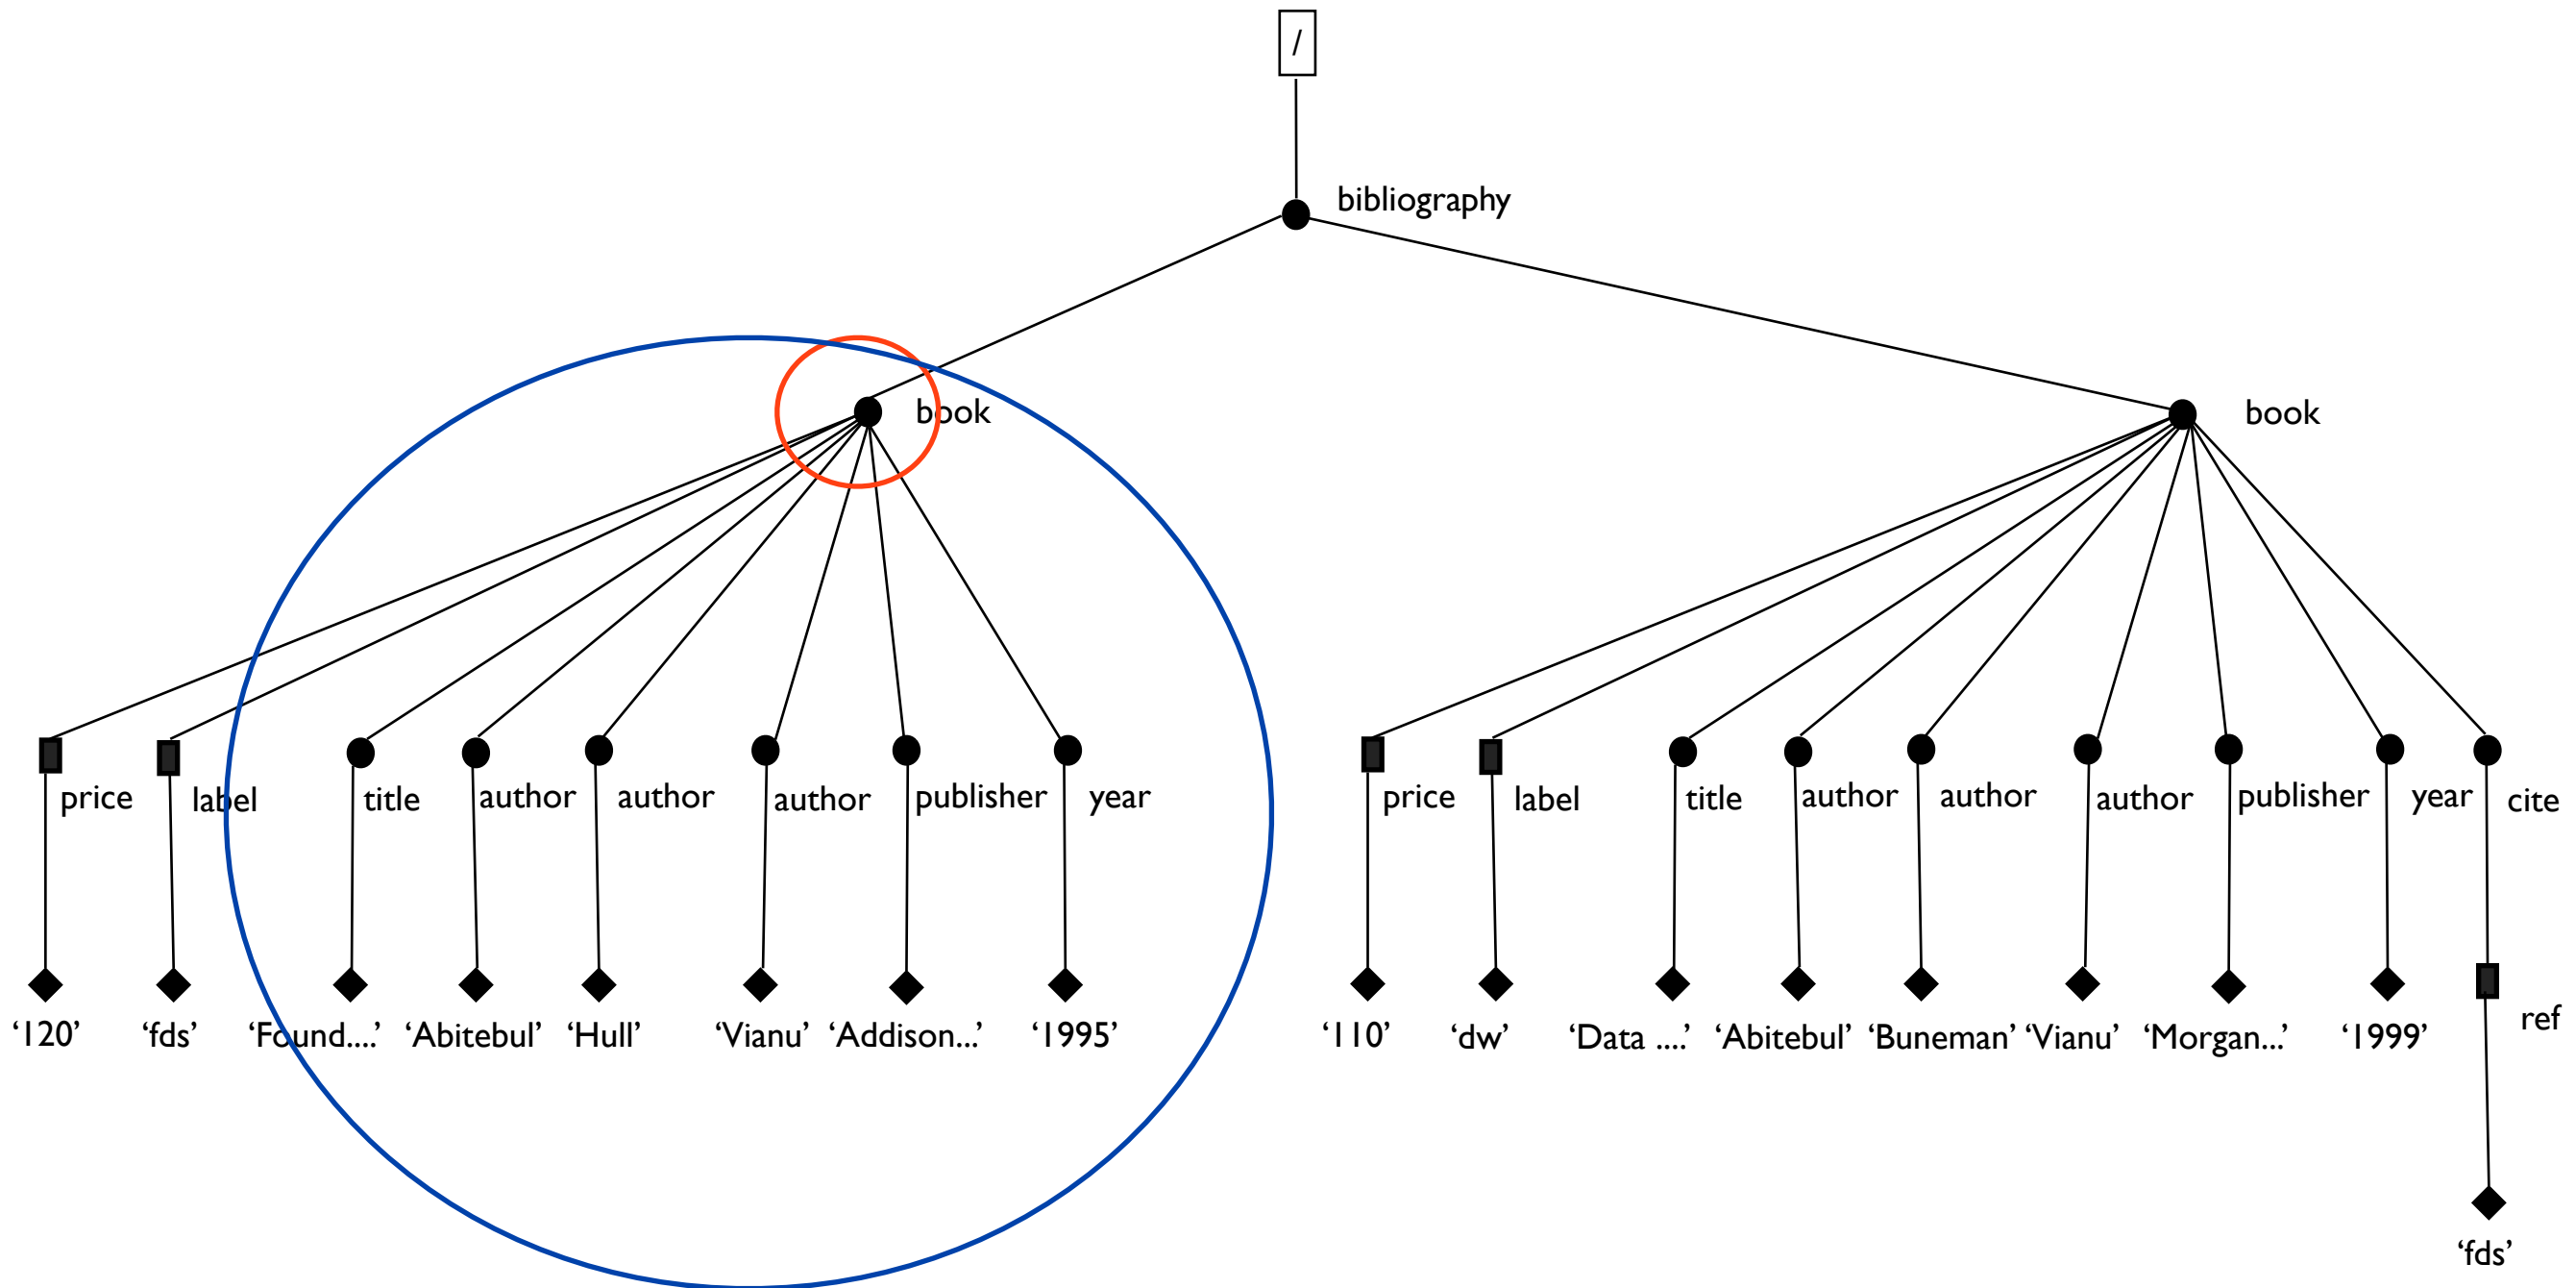 /
bibliography
book book
price label title author author author publisher year price label title author author author publisher year cite
‘120’ ‘fds’ ‘Found....’ ‘Abitebul’ ‘Hull’ ‘Vianu’ ‘Addison...’ ‘1995’ ‘110’ ‘dw’ ‘Data ....’ ‘Abitebul’ ‘Buneman’ ‘Vianu’ ‘Morgan...’ ‘1999’ ref
‘fds’